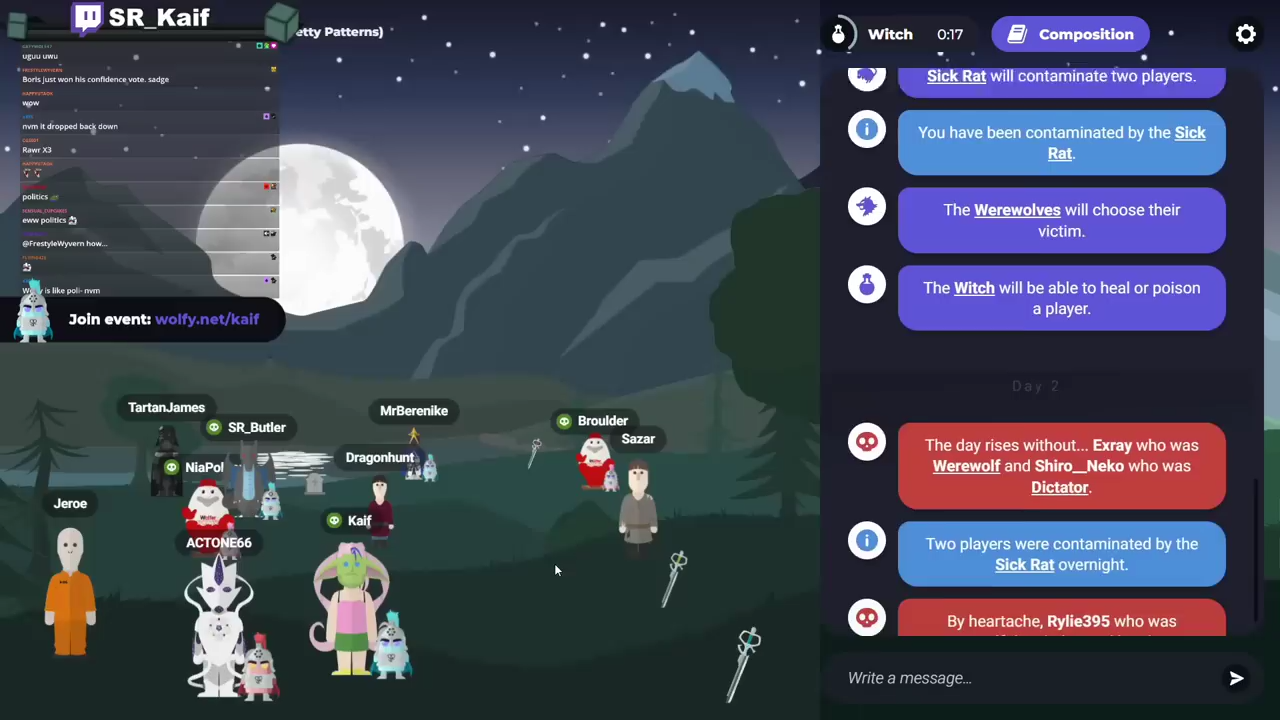 SR_Kaif
etty Patterns)
uguu uwu
Boris just won his confidence vote. sadge
HAPPYSTACK
wow
nvm it dropped back down
Rawr X3
HAPPYSTACK
politics
eww politics
@FrestyleWyvern how...
is like poli- nvm
Join event: wolfy.net/kaif
TartanJames
SR_Butler
MrBerenike
Broulder
Sazar
NiaPol
Dragonhunt
Jeroe
Kaif
ACTONE66
Witch
0:17
Composition
Sick Rat will contaminate two players.
You have been contaminated by the Sick
Rat.
The Werewolves will choose their
victim.
The Witch will be able to heal or poison
a player.
Day 2
The day rises without... Exray who was
Werewolf and Shiro__Neko who was
Dictator.
Two players were contaminated by the
Sick Rat overnight.
By heartache, Rylie395 who was
Write a message...